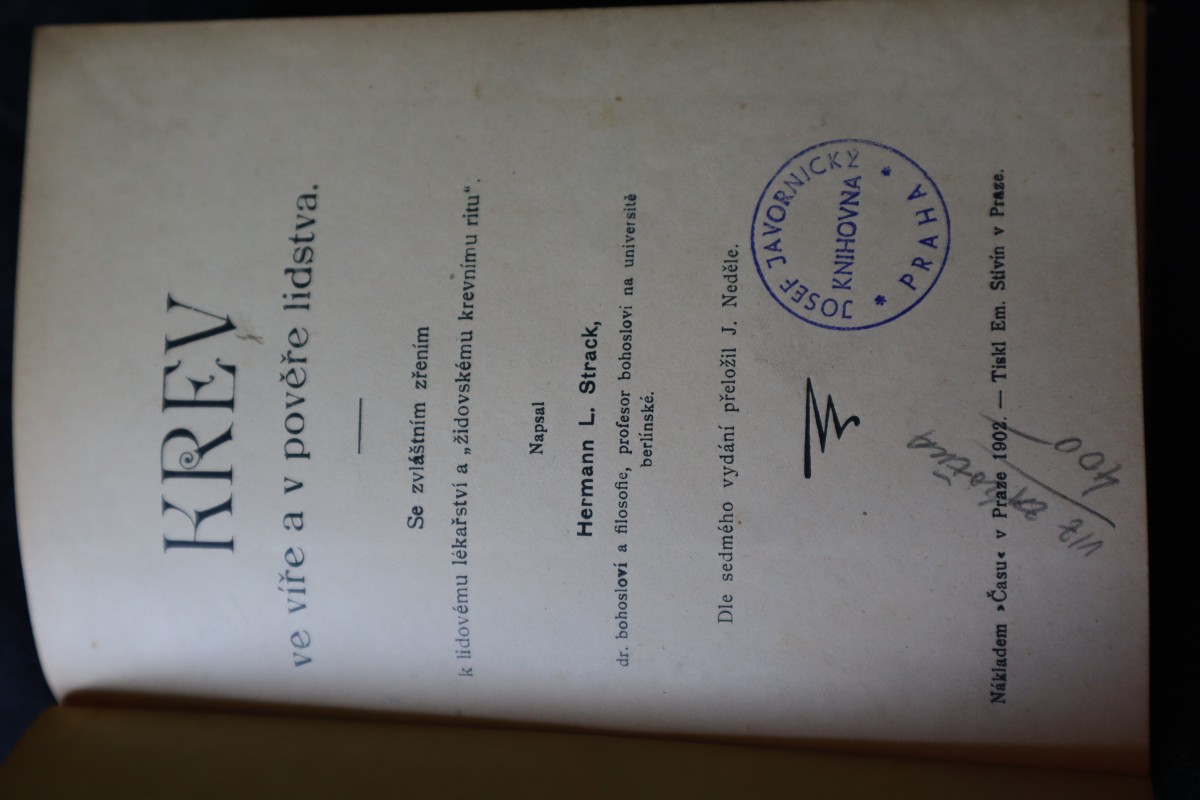 KREV
ve víře a v pověře lidstva.
Se zvláštním zřením
k lidovému lékařství a „židovskému krevnímu ritu".
Napsal
Hermann L. Strack,
dr. bohosloví a filosofie, profesor bohosloví na universitě
berlínské.
Dle sedmého vydání přeložil J. Neděle.
JOSEF JAVORNICKÝ
KNIHOVNA
* PRAHA *
Nákladem »Času« v Praze 1902. — Tiskl Em. Stivín v Praze.
viz
400